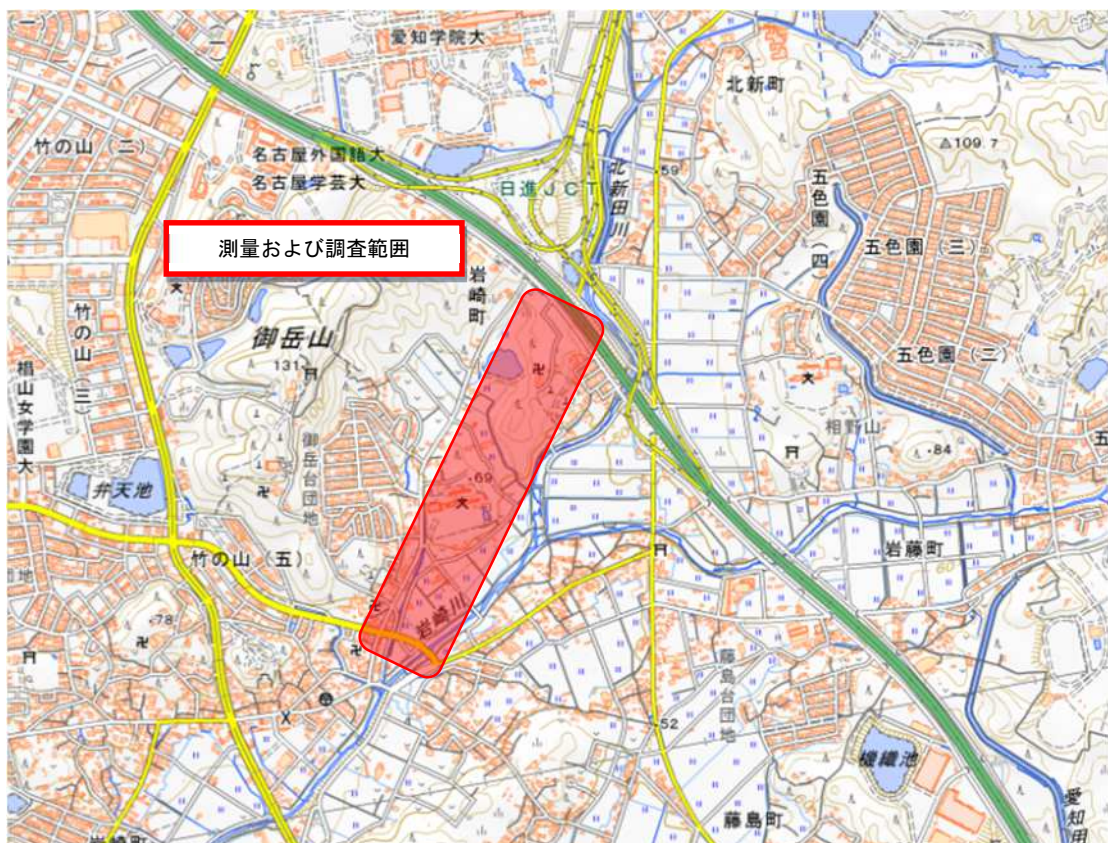 愛知学院大
北新町
竹の山（二）
名古屋外国語大
名古屋学芸大
日進JCT
北新田川
59
△109.7
五色園（四）
五色園（三）
測量および調査範囲
岩崎町
竹の山（三）
御岳山
131
五色園（二）
椙山女学園大
御岳台団地
相野山
84
69
弁天池
竹の山（五）
岩藤町
岩崎川
78
藤島台団地
52
機織池
藤島町
岩崎町
愛知用